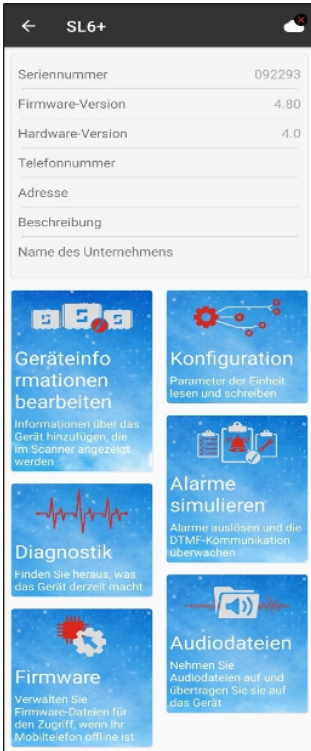 SL6+
Seriennummer 092293
Firmware-Version 4.80
Hardware-Version 4.0
Telefonnummer
Adresse
Beschreibung
Name des Unternehmens
Geräteinfo
rmationen
bearbeiten
Informationen über das
Gerät hinzufügen, die
im Scanner angezeigt
werden
Konfiguration
Parameter der Einheit
lesen und schreiben
Alarme
simulieren
Alarme auslösen und die
DTMF-Kommunikation
überwachen
Diagnostik
Finden Sie heraus, was
das Gerät derzeit macht
Audiodateien
Nehmen Sie
Audiodateien auf und
übertragen Sie sie auf
das Gerät
Firmware
Verwalten Sie
Firmware-Dateien für
den Zugriff, wenn Ihr
Mobiltelefon offline ist